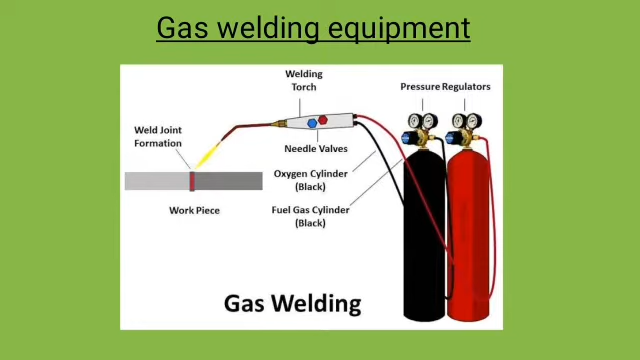 Gas welding equipment
Welding
Torch
Pressure Regulators
Weld Joint
Formation
Needle Valves
Oxygen Cylinder
(Black)
Work Piece
Fuel Gas Cylinder
(Black)
Gas Welding